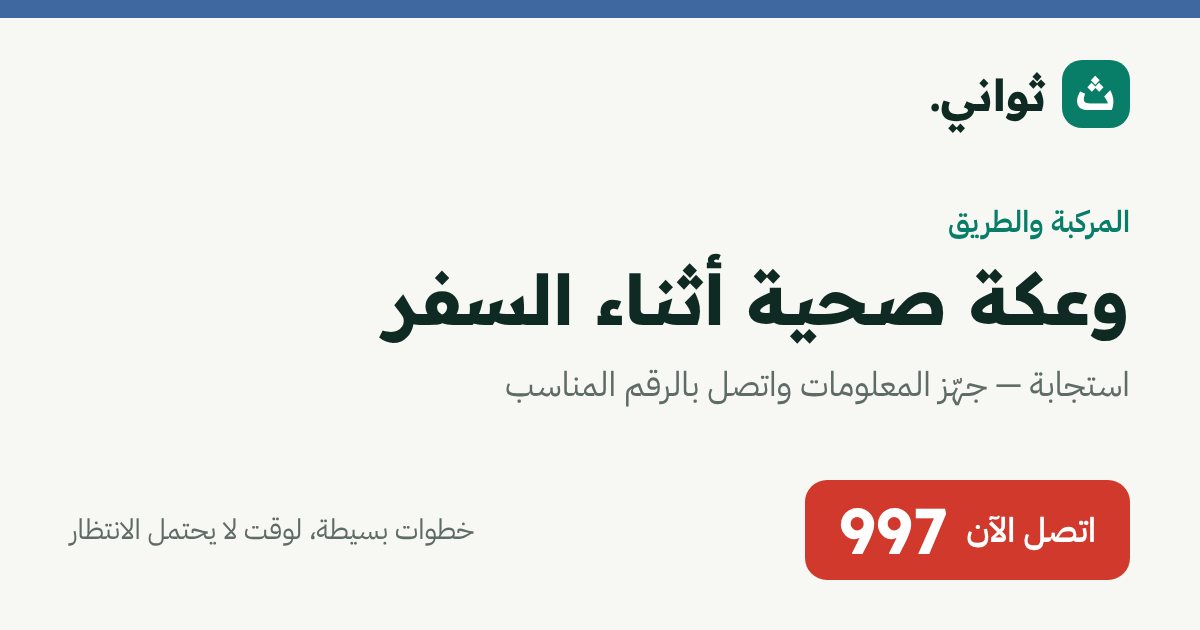 ث
ثواني.
المركبة والطريق
وعكة صحية أثناء السفر
استجابة — جهّز المعلومات واتصل بالرقم المناسب
اتصل الآن 997
خطوات بسيطة، لوقت لا يحتمل الانتظار